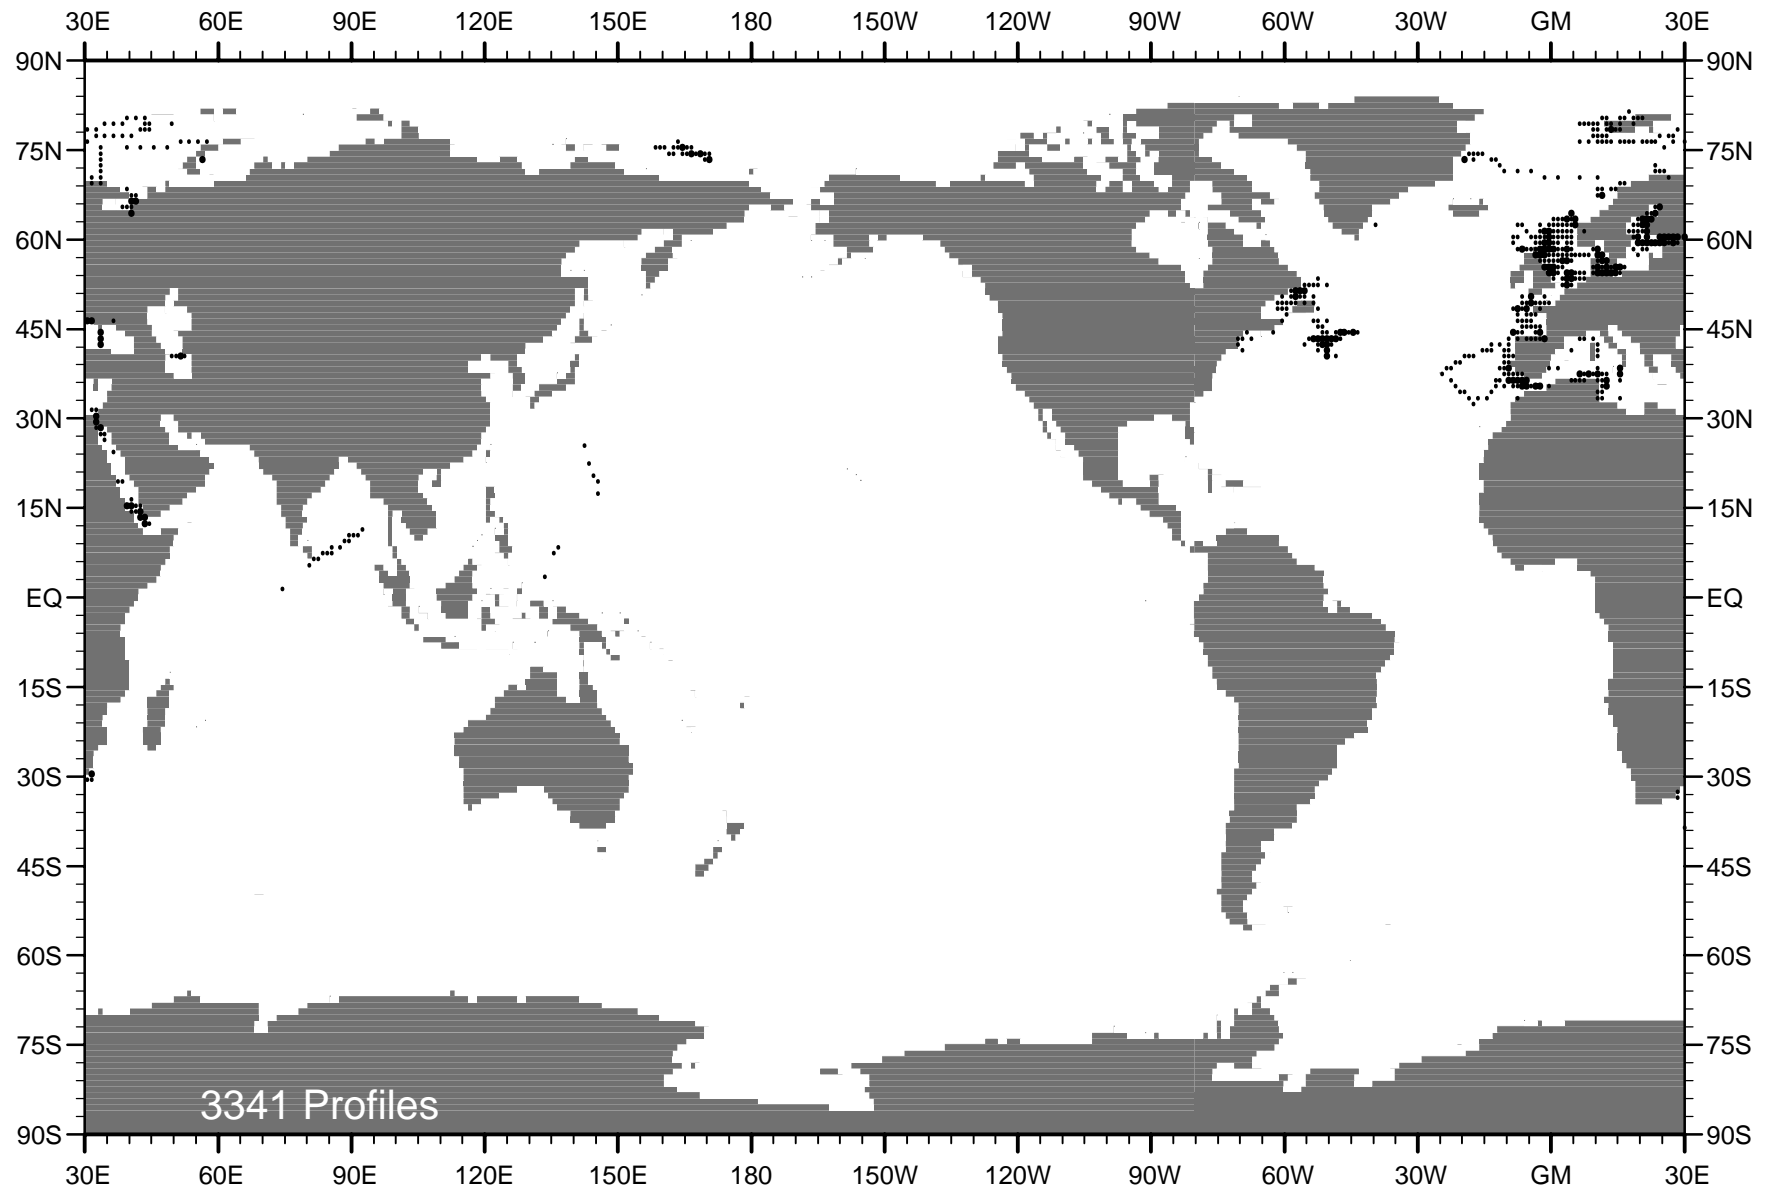 30E 60E 90E 120E 150E 180 150W 120W 90W 60W 30W GM 30E
90N 90N
75N 75N
60N 60N
45N 45N
30N 30N
15N 15N
EQ EQ
15S 15S
30S 30S
45S 45S
60S 60S
75S 75S
3341 Profiles
90S 90S
30E 60E 90E 120E 150E 180 150W 120W 90W 60W 30W GM 30E